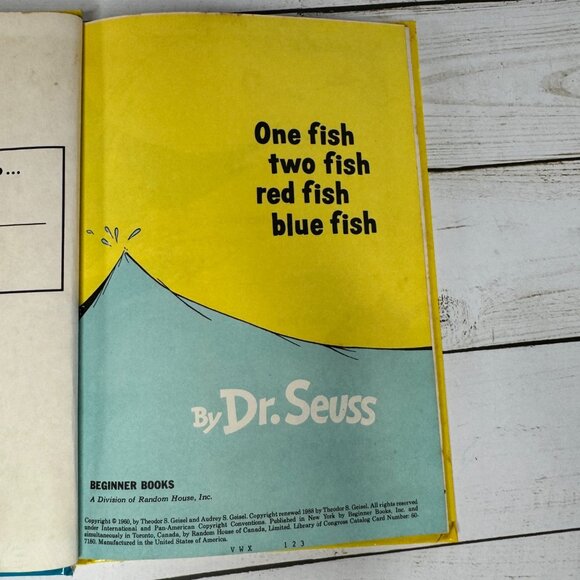 One fish
two fish
red fish
blue fish
By Dr. Seuss
BEGINNER BOOKS
A Division of Random House, Inc.
Copyright © 1960, by Theodor S. Geisel and Audrey S. Geisel. Copyright renewed 1988 by Theodor S. Geisel. All rights reserved
under International and Pan-American Copyright Conventions. Published in New York by Beginner Books, Inc. and
simultaneously in Toronto, Canada, by Random House of Canada, Limited. Library of Congress Catalog Card Number: 60-
7180. Manufactured in the United States of America.
VWX 123